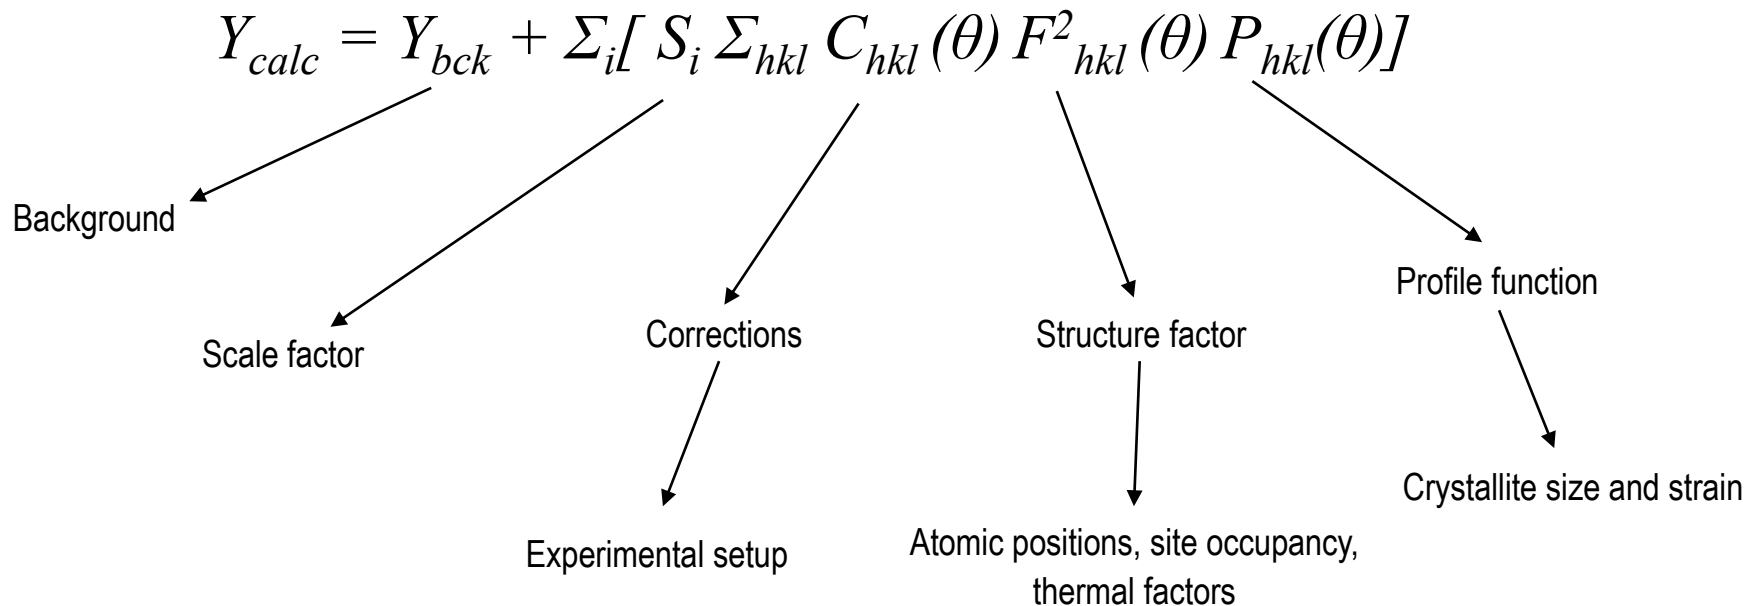 Y_calc = Y_bck + Σ_i[ S_i Σ_hkl C_hkl (θ) F²_hkl (θ) P_hkl(θ)]
Background
Profile function
Scale factor
Corrections
Structure factor
Crystallite size and strain
Experimental setup
Atomic positions, site occupancy,
thermal factors